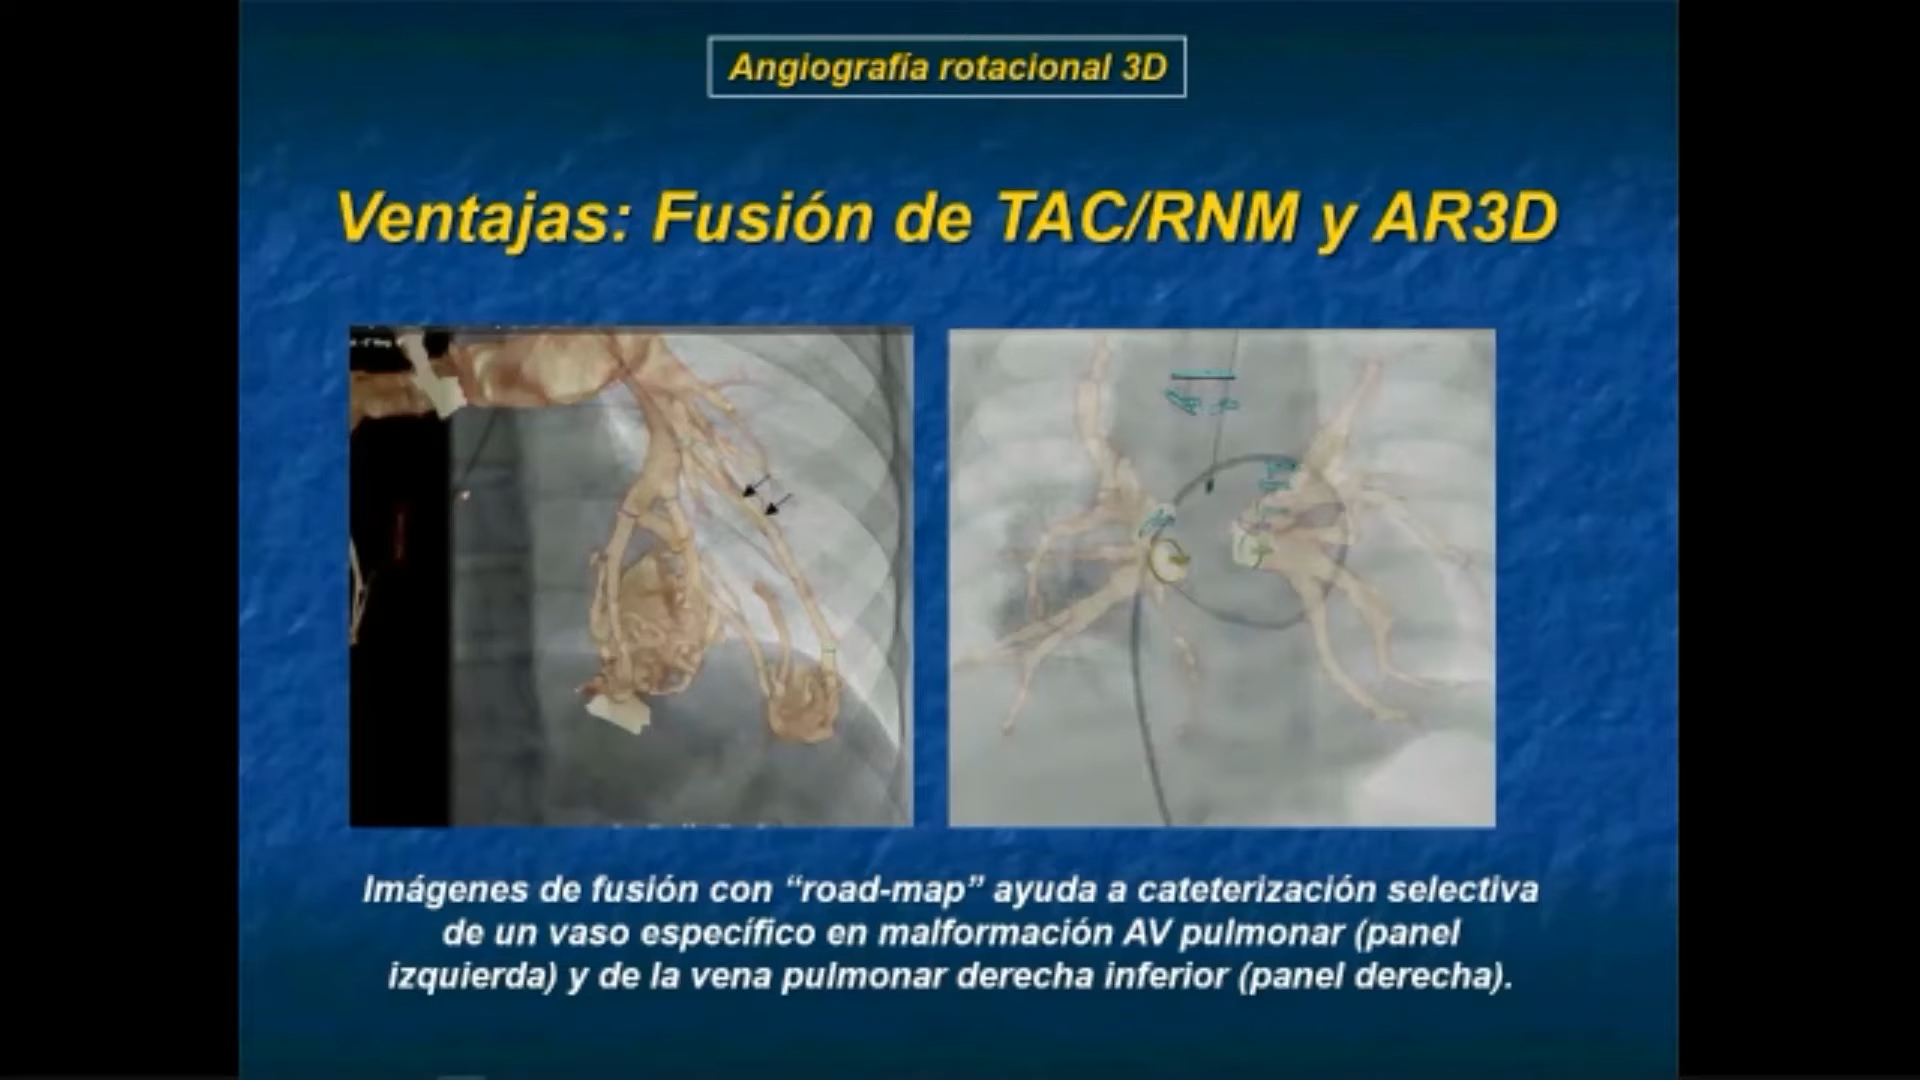 Angiografía rotacional 3D
Ventajas: Fusión de TAC/RNM y AR3D
Imágenes de fusión con “road-map” ayuda a cateterización selectiva
de un vaso específico en malformación AV pulmonar (panel
izquierda) y de la vena pulmonar derecha inferior (panel derecha).